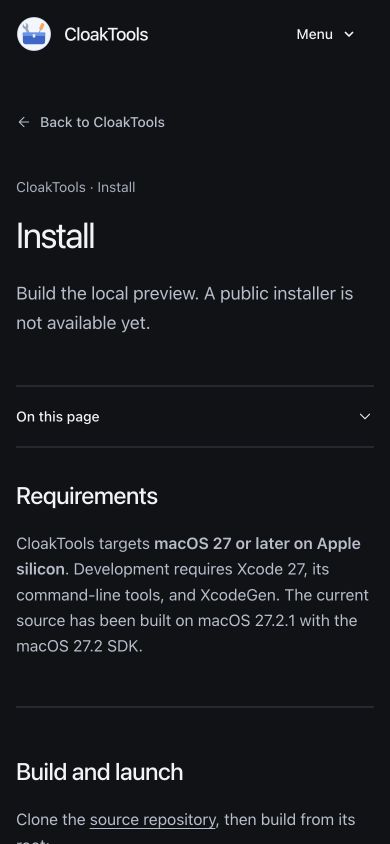 CloakTools
Menu
Back to CloakTools
CloakTools · Install
Install
Build the local preview. A public installer is
not available yet.
On this page
Requirements
CloakTools targets macOS 27 or later on Apple
silicon. Development requires Xcode 27, its
command-line tools, and XcodeGen. The current
source has been built on macOS 27.2.1 with the
macOS 27.2 SDK.
Build and launch
Clone the source repository, then build from its
root: